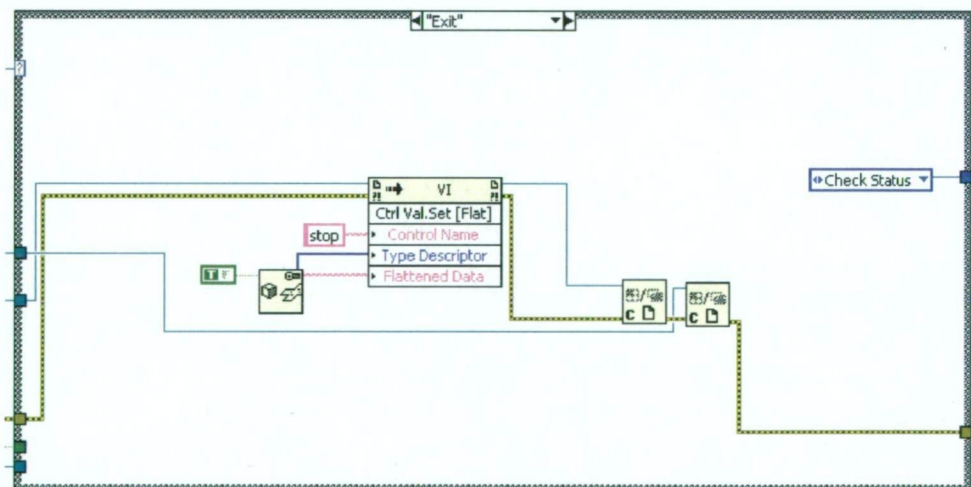 "Exit"
?
VI
Check Status
Ctrl Val.Set [Flat]
stop
Control Name
Type Descriptor
T F
Flattened Data
C
C